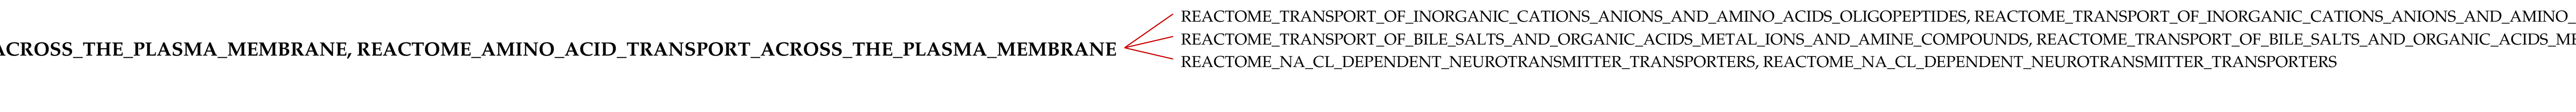 REACTOME_TRANSPORT_OF_INORGANIC_CATIONS_ANIONS_AND_AMINO_ACIDS_OLIGOPEPTIDES, REACTOME_TRANSPORT_OF_INORGANIC_CATIONS_ANIONS_AND_AMINO_
REACTOME_TRANSPORT_OF_BILE_SALTS_AND_ORGANIC_ACIDS_METAL_IONS_AND_AMINE_COMPOUNDS, REACTOME_TRANSPORT_OF_BILE_SALTS_AND_ORGANIC_ACIDS_ME
ACROSS_THE_PLASMA_MEMBRANE, REACTOME_AMINO_ACID_TRANSPORT_ACROSS_THE_PLASMA_MEMBRANE
REACTOME_NA_CL_DEPENDENT_NEUROTRANSMITTER_TRANSPORTERS, REACTOME_NA_CL_DEPENDENT_NEUROTRANSMITTER_TRANSPORTERS